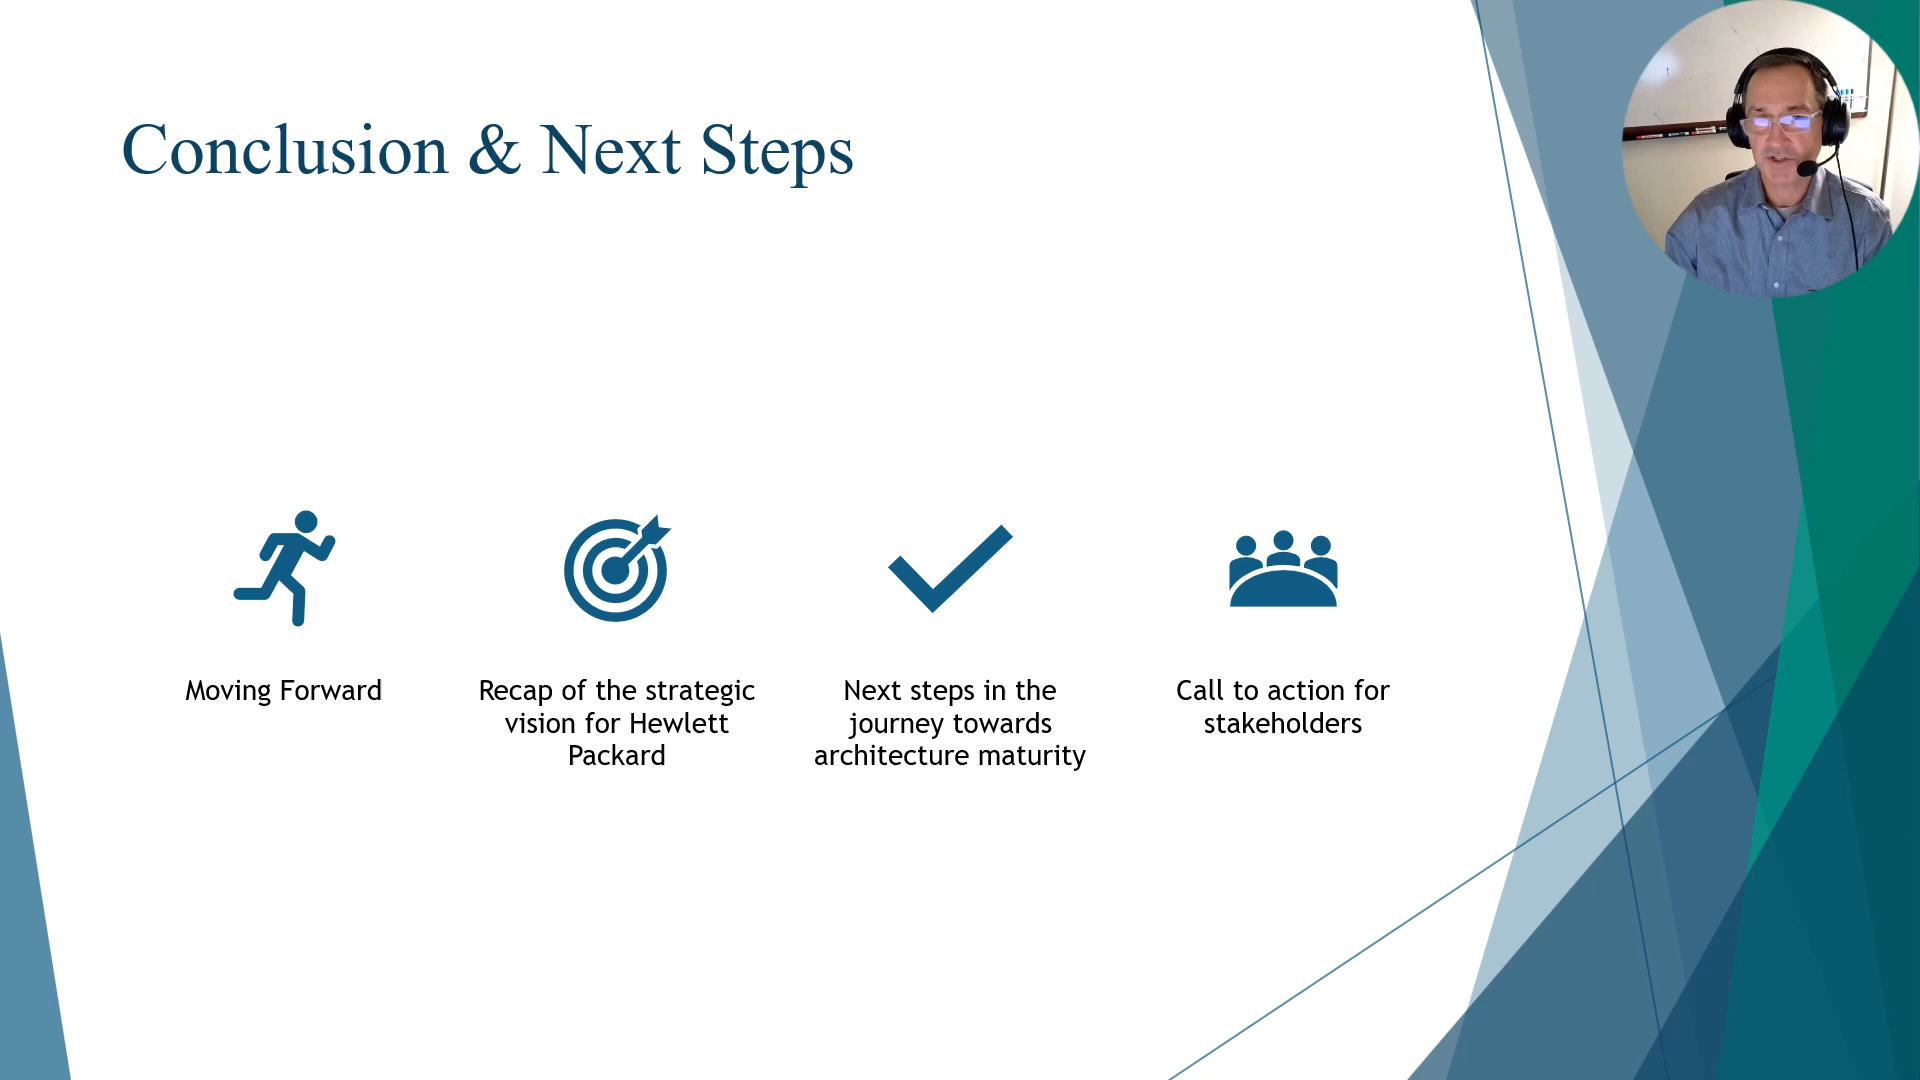 Conclusion & Next Steps
Moving Forward
Recap of the strategic
vision for Hewlett
Packard
Next steps in the
journey towards
architecture maturity
Call to action for
stakeholders